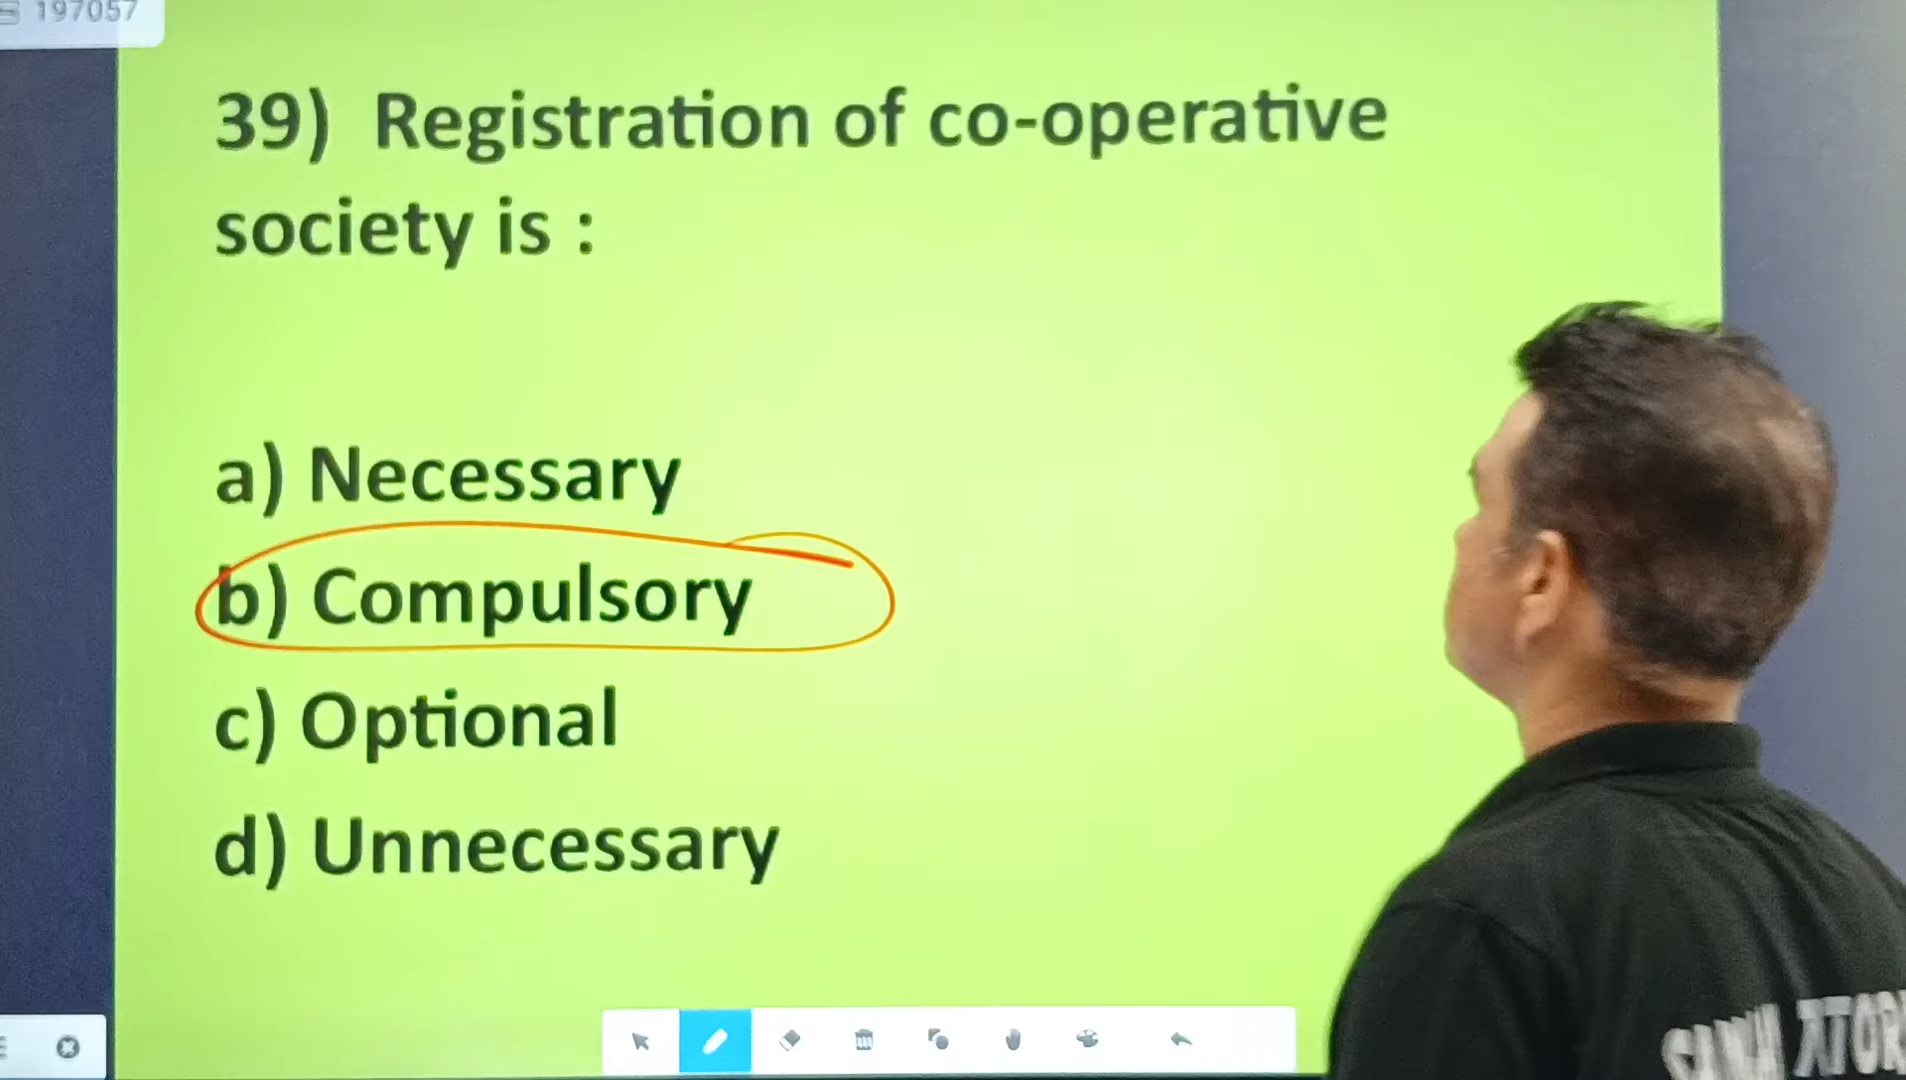 197057
39) Registration of co-operative
society is :
a) Necessary
b) Compulsory
c) Optional
d) Unnecessary